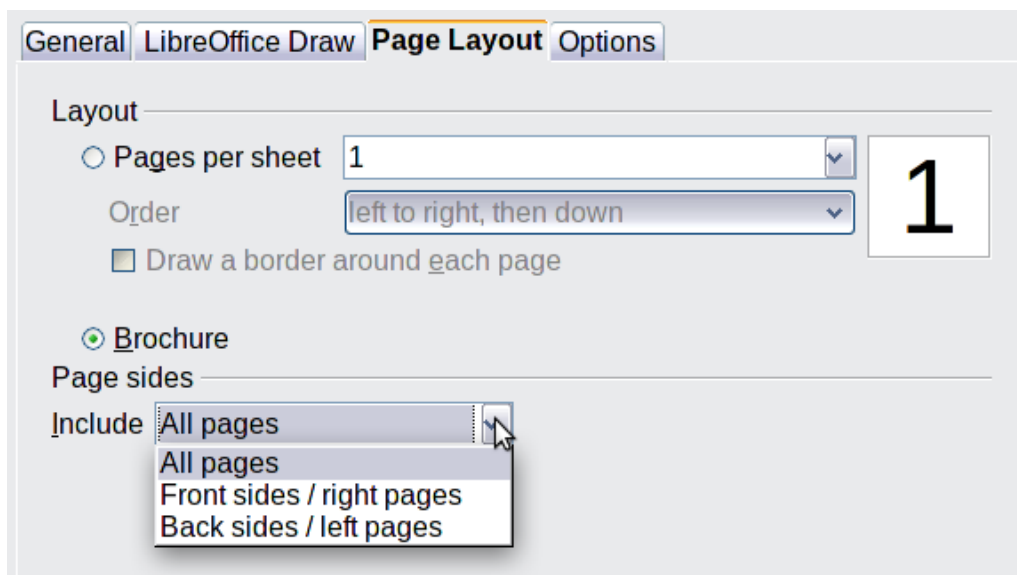 General LibreOffice Draw Page Layout Options
Layout
Pages per sheet 1
1
Order left to right, then down
Draw a border around each page
Brochure
Page sides
Include All pages
All pages
Front sides / right pages
Back sides / left pages